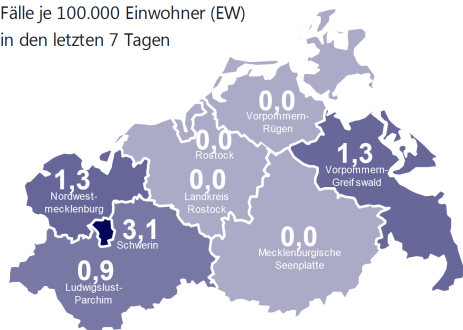 Fälle je 100.000 Einwohner (EW)
in den letzten 7 Tagen
0,0
Vorpommern-
Rügen
0,0
Rostock
1,3
Vorpommern-
Greifswald
1,3
Nordwest-
mecklenburg
0,0
Landkreis
Rostock
3,1
Schwerin
0,0
Mecklenburgische
Seenplatte
0,9
Ludwigslust-
Parchim